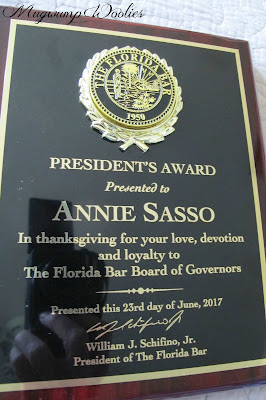 Mugwump Woolies
THE FLORIDA BAR
1950
PRESIDENT'S AWARD
Presented to
ANNIE SASSO
In thanksgiving for your love, devotion
and loyalty to
The Florida Bar Board of Governors
Presented this 23rd day of June, 2017
William J. Schifino, Jr.
President of The Florida Bar